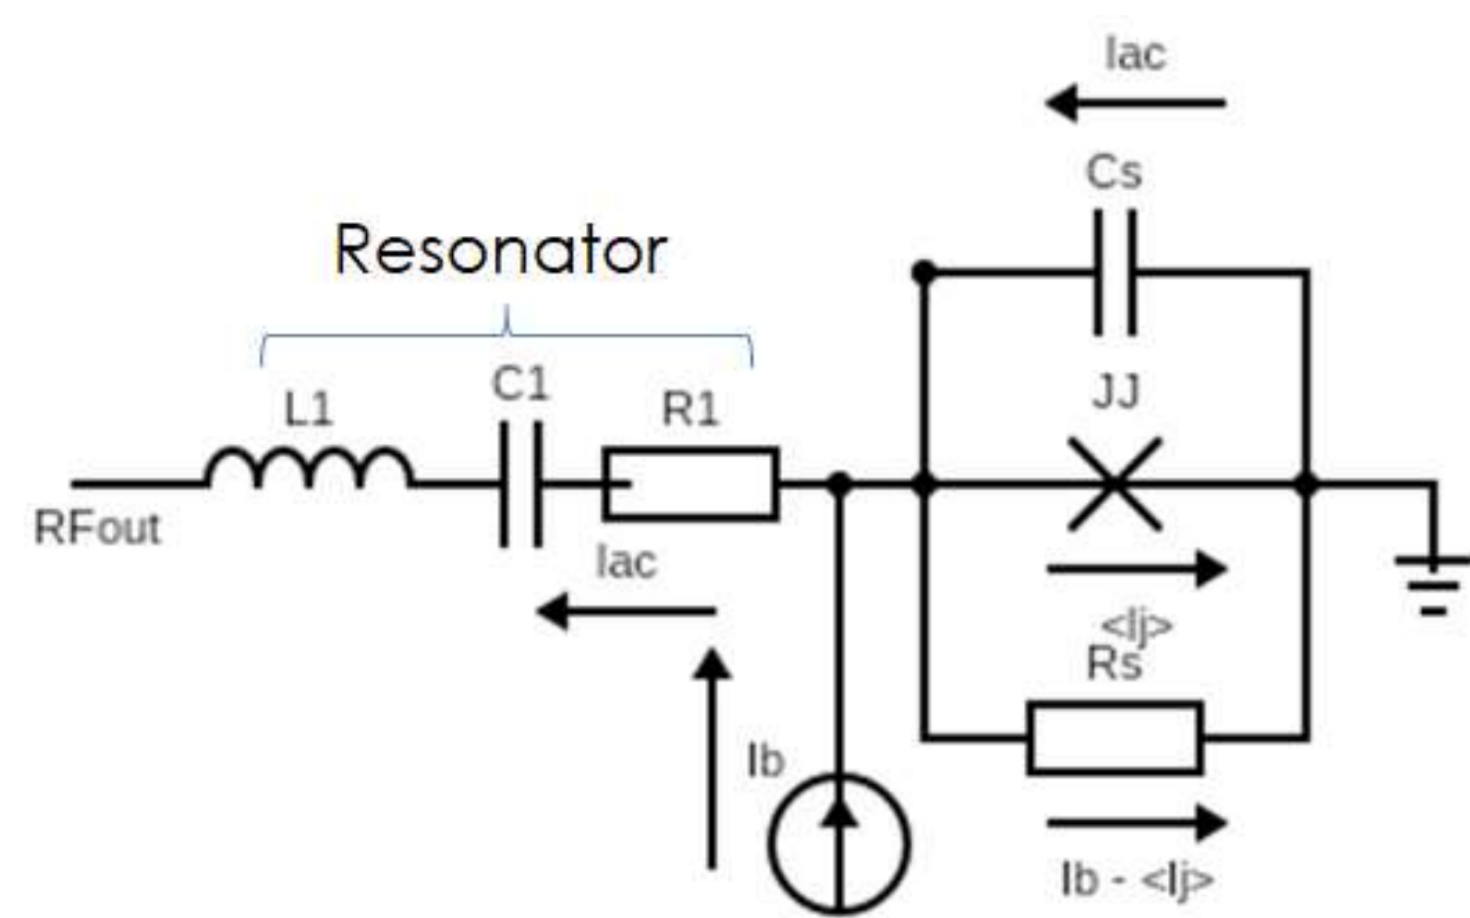 Iac
Cs
Resonator
C1
L1
R1
JJ
RFout
Iac
<Ij>
Rs
Ib
Ib - <Ij>